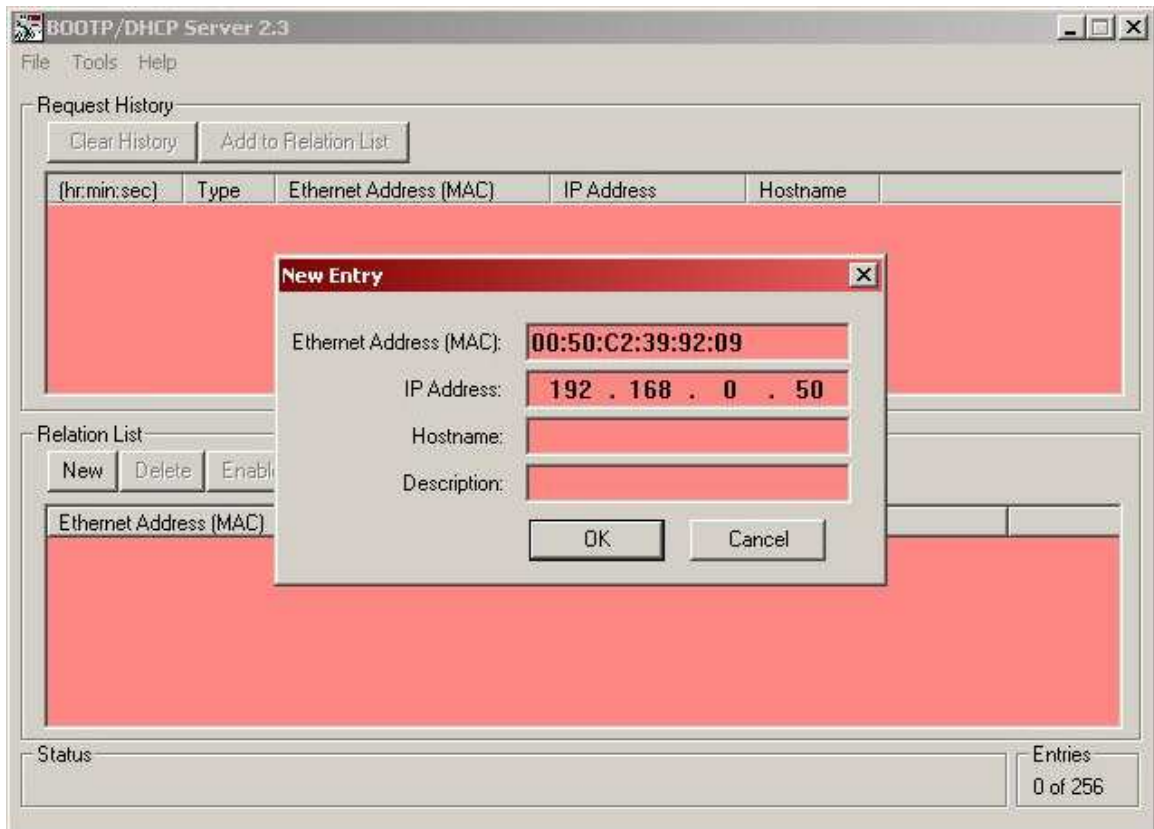 BOOTP/DHCP Server 2.3
File Tools Help
Request History
Clear History Add to Relation List
(hr:min:sec) Type Ethernet Address (MAC) IP Address Hostname
New Entry
Ethernet Address (MAC): 00:50:C2:39:92:09
IP Address: 192 . 168 . 0 . 50
Hostname:
Description:
OK Cancel
Relation List
New Delete Enabl
Ethernet Address (MAC)
Status
Entries
0 of 256